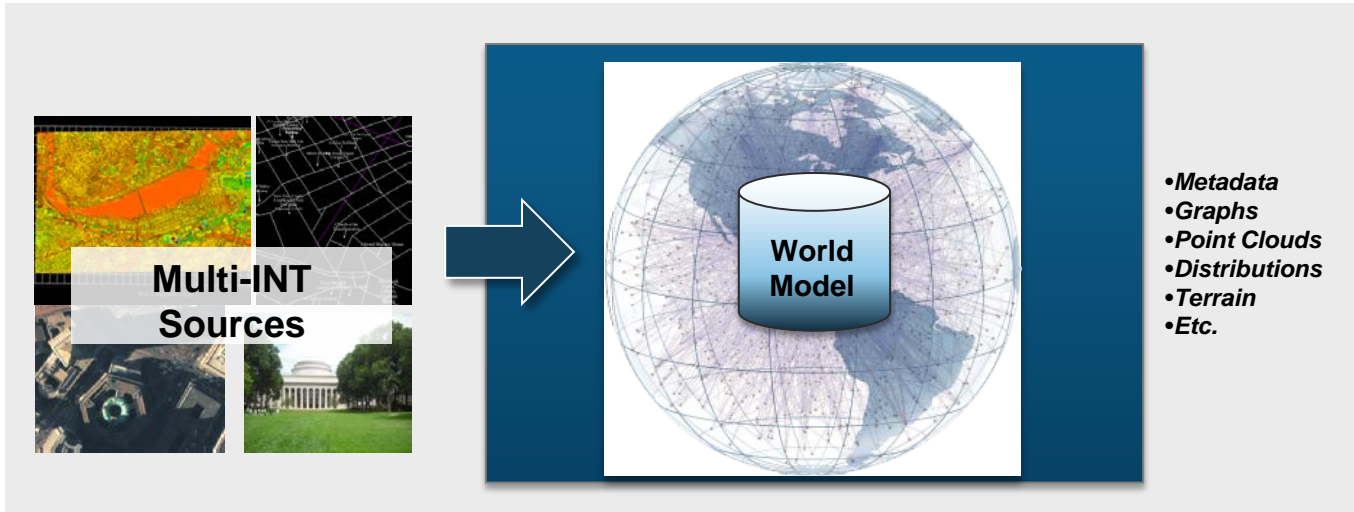 Multi-INT
Sources
World
Model
•Metadata
•Graphs
•Point Clouds
•Distributions
•Terrain
•Etc.